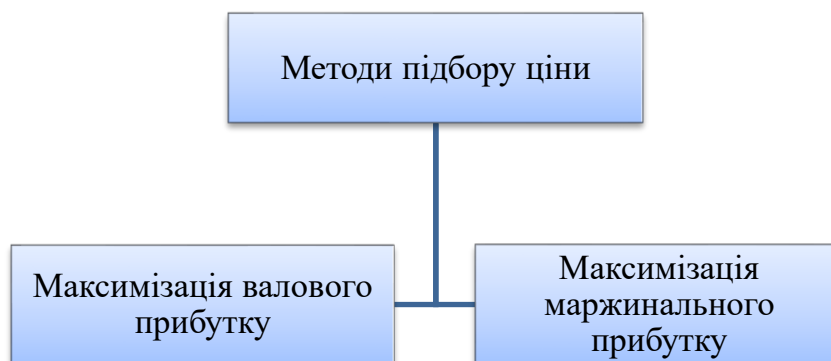 Методи підбору ціни
Максимізація валового
прибутку
Максимізація
маржинального
прибутку